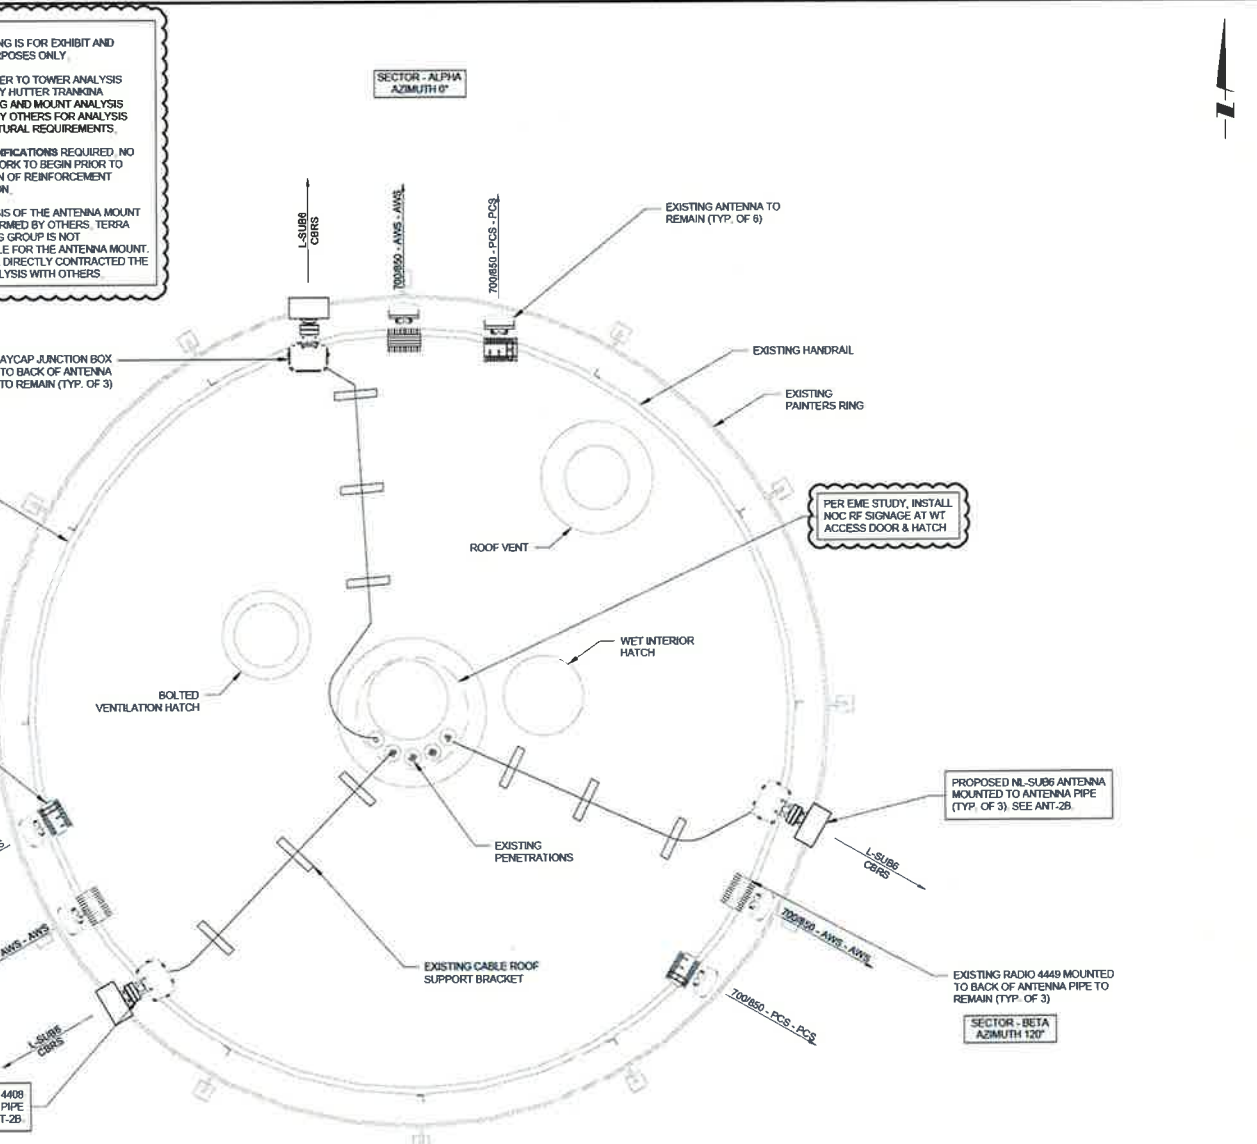 NG IS FOR EXHIBIT AND
POSES ONLY.
ER TO TOWER ANALYSIS
Y HUTTER TRANKINA
G AND MOUNT ANALYSIS
Y OTHERS FOR ANALYSIS
TURAL REQUIREMENTS.
IFICATIONS REQUIRED, NO
ORK TO BEGIN PRIOR TO
N OF REINFORCEMENT
ON.
IS OF THE ANTENNA MOUNT
RMED BY OTHERS. TERRA
G GROUP IS NOT
LE FOR THE ANTENNA MOUNT.
DIRECTLY CONTRACTED THE
LYSIS WITH OTHERS.
SECTOR - ALPHA
AZIMUTH 0°
L-SUB6
CBRS
700/850 - AWS - AWS
700/850 - PCS - PCS
EXISTING ANTENNA TO
REMAIN (TYP. OF 6)
AYCAP JUNCTION BOX
TO BACK OF ANTENNA
TO REMAIN (TYP. OF 3)
EXISTING HANDRAIL
EXISTING
PAINTERS RING
PER EME STUDY, INSTALL
NOC RF SIGNAGE AT WT
ACCESS DOOR & HATCH
ROOF VENT
WET INTERIOR
HATCH
BOLTED
VENTILATION HATCH
PROPOSED NL-SUB6 ANTENNA
MOUNTED TO ANTENNA PIPE
(TYP. OF 3). SEE ANT-2B.
EXISTING
PENETRATIONS
L-SUB6
CBRS
700/850 - AWS - AWS
AWS - AWS
EXISTING CABLE ROOF
SUPPORT BRACKET
EXISTING RADIO 4449 MOUNTED
TO BACK OF ANTENNA PIPE TO
REMAIN (TYP. OF 3)
700/850 - PCS - PCS
SECTOR - BETA
AZIMUTH 120°
L-SUB6
CBRS
4408
PIPE
T-2B.